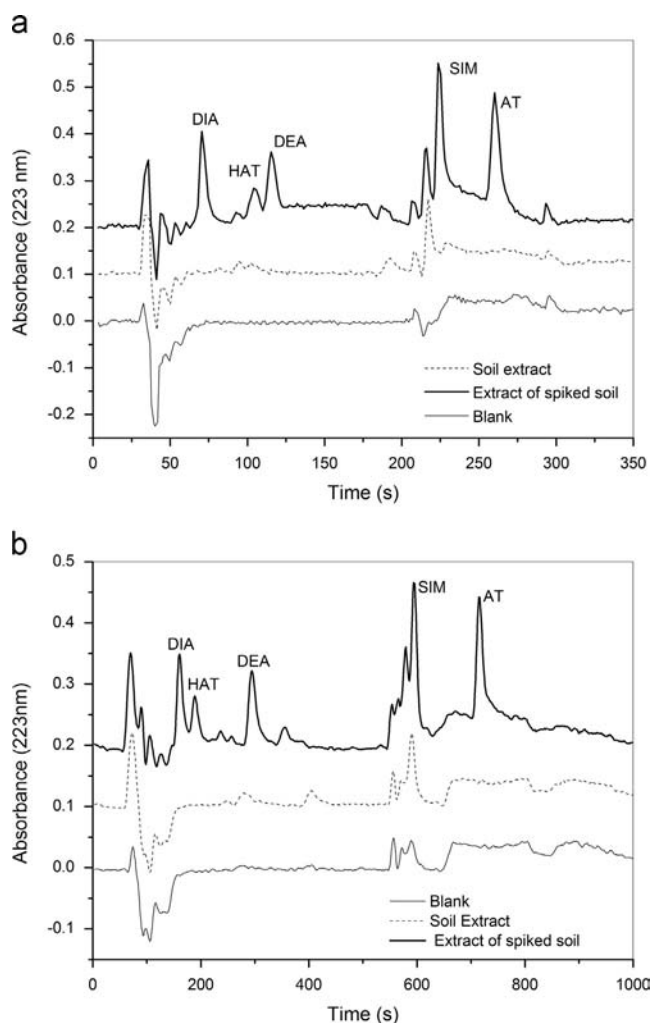 a
0.6
0.5
0.4
0.3
0.2
0.1
0.0
-0.1
-0.2
Absorbance (223 nm)
DIA
HAT
DEA
SIM
AT
Soil extract
Extract of spiked soil
Blank
0
50
100
150
200
250
300
350
Time (s)
b
0.5
0.4
0.3
0.2
0.1
0.0
-0.1
Absorbance (223nm)
DIA
HAT
DEA
SIM
AT
Blank
Soil Extract
Extract of spiked soil
0
200
400
600
800
1000
Time (s)